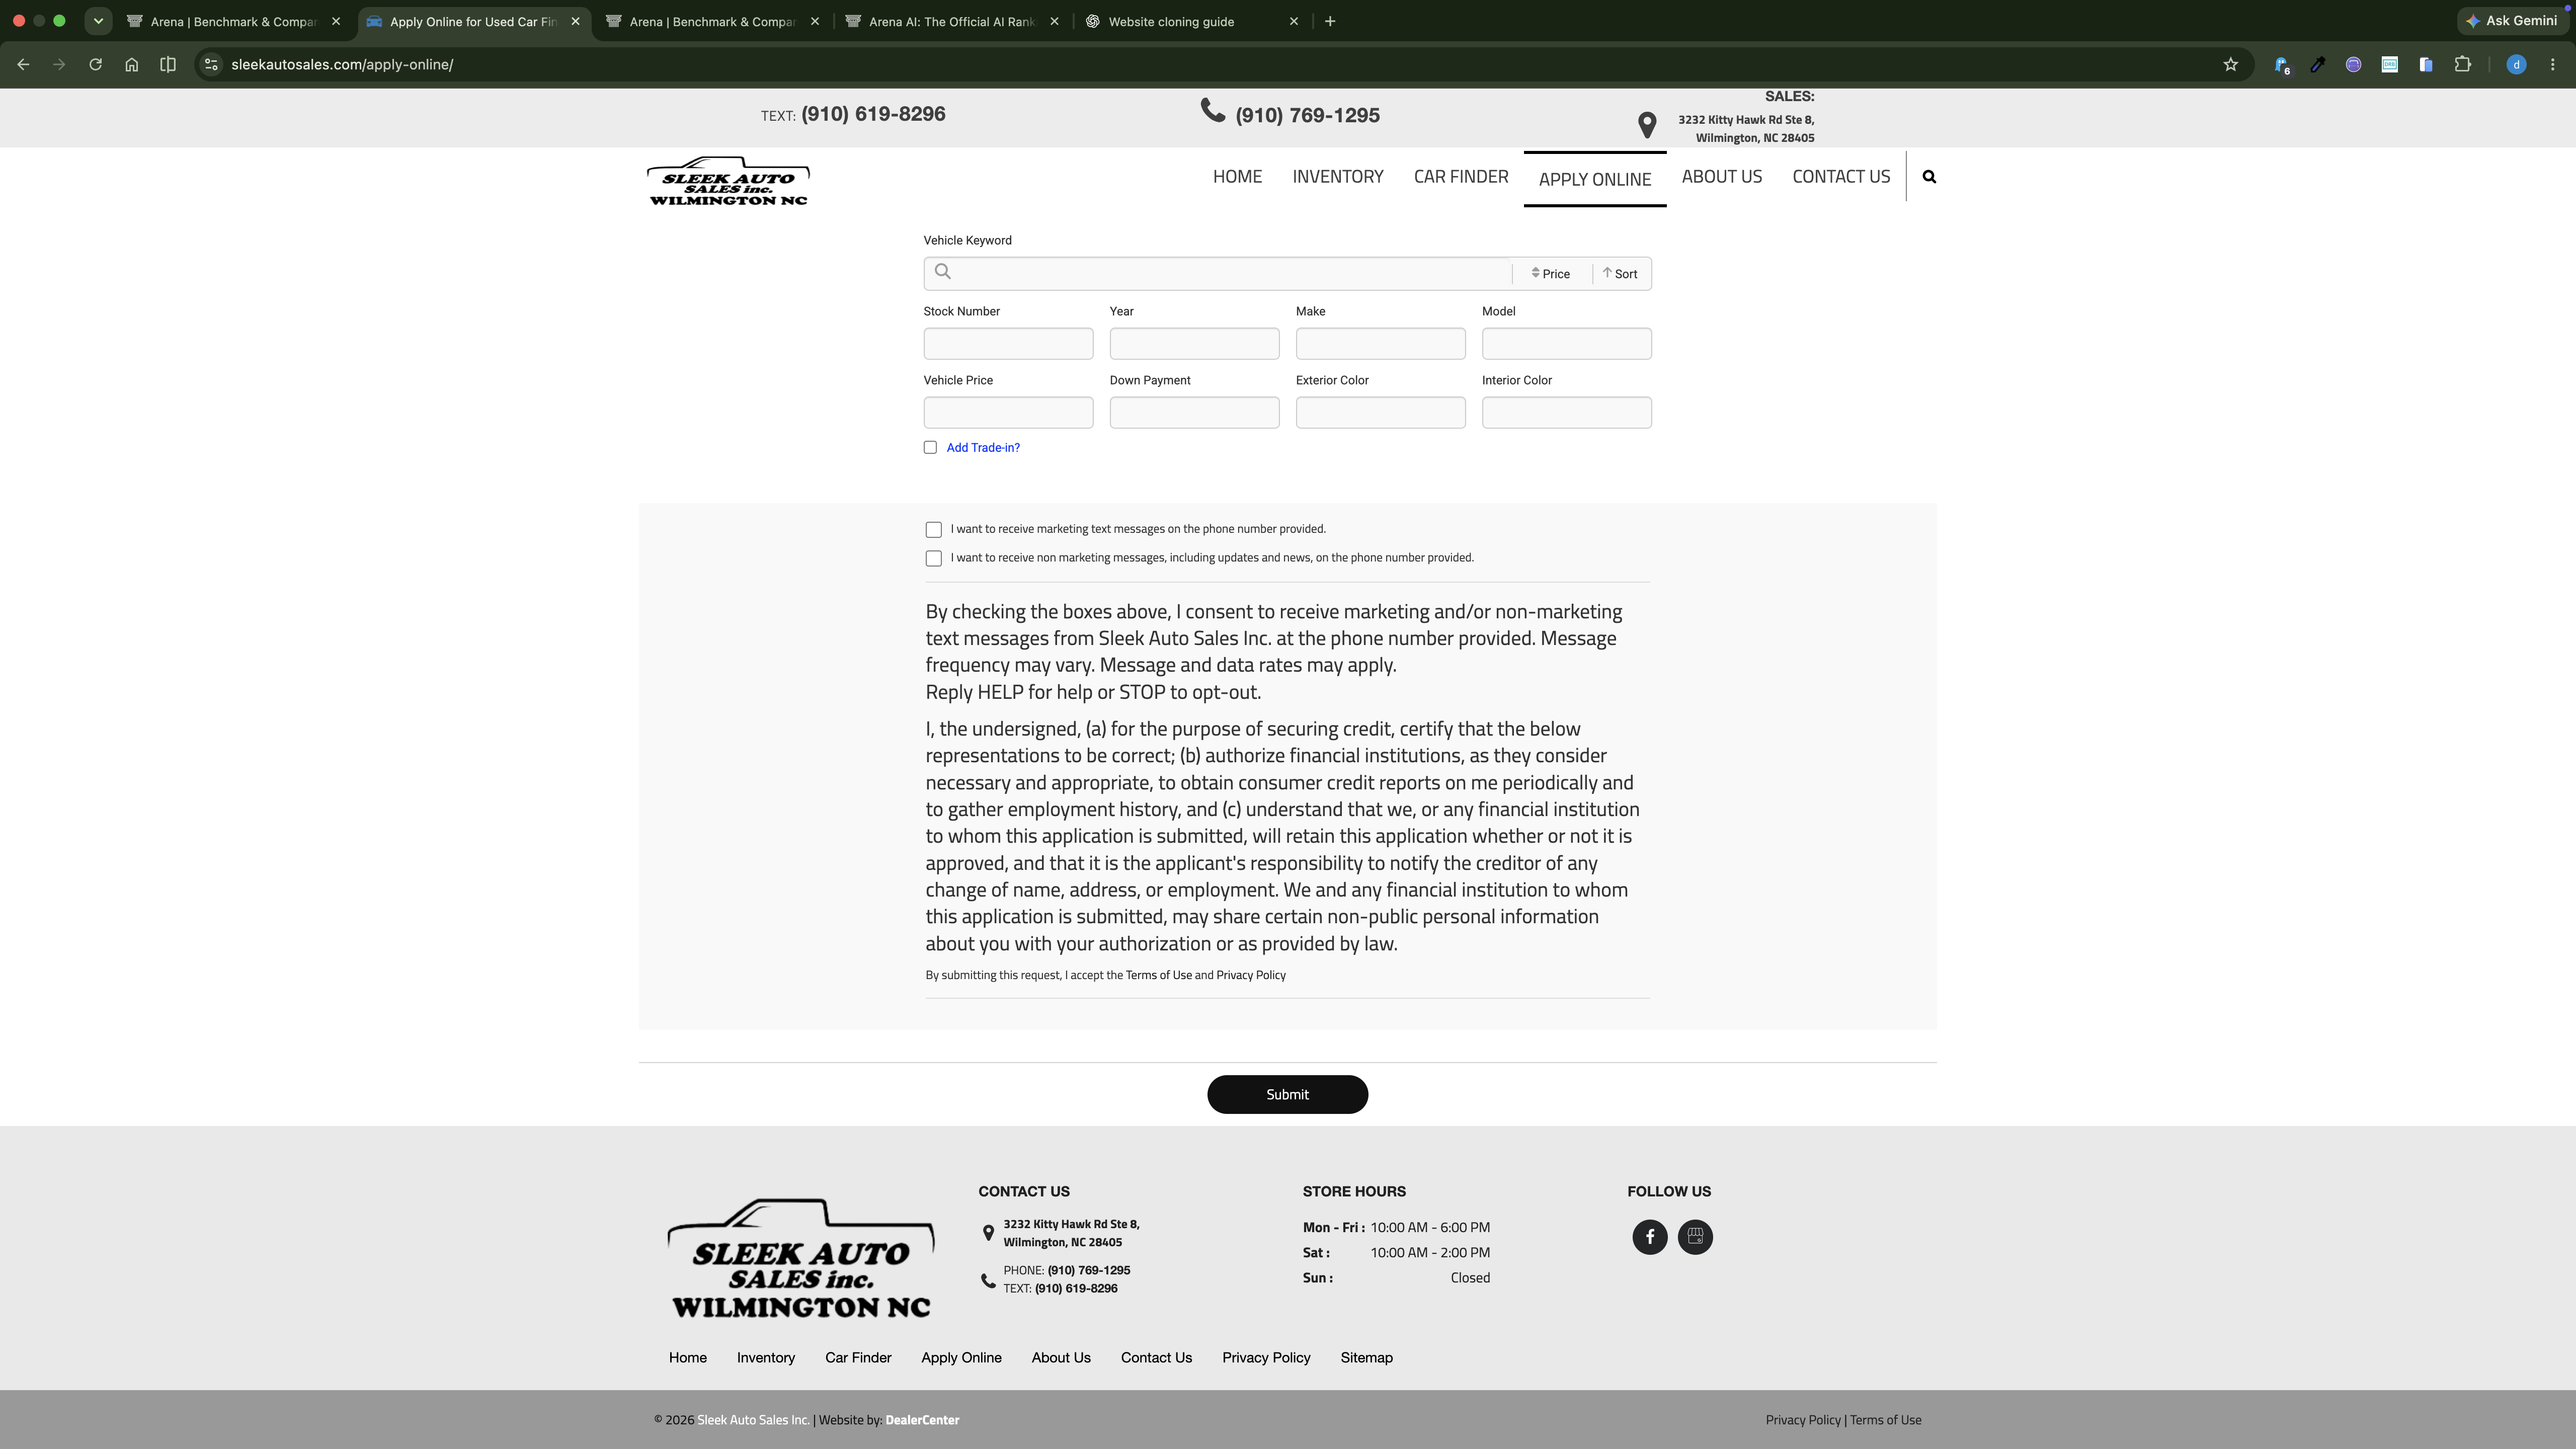 Arena | Benchmark & Compar
Apply Online for Used Car Fin
Arena | Benchmark & Compar
Arena AI: The Official AI Rank
Website cloning guide
Ask Gemini
sleekautosales.com/apply-online/
6
d
TEXT: (910) 619-8296
(910) 769-1295
SALES:
3232 Kitty Hawk Rd Ste 8,
Wilmington, NC 28405
SLEEK AUTO
SALES inc.
WILMINGTON NC
HOME
INVENTORY
CAR FINDER
APPLY ONLINE
ABOUT US
CONTACT US
Vehicle Keyword
Price
Sort
Stock Number
Year
Make
Model
Vehicle Price
Down Payment
Exterior Color
Interior Color
Add Trade-in?
I want to receive marketing text messages on the phone number provided.
I want to receive non marketing messages, including updates and news, on the phone number provided.
By checking the boxes above, I consent to receive marketing and/or non-marketing
text messages from Sleek Auto Sales Inc. at the phone number provided. Message
frequency may vary. Message and data rates may apply.
Reply HELP for help or STOP to opt-out.
I, the undersigned, (a) for the purpose of securing credit, certify that the below
representations to be correct; (b) authorize financial institutions, as they consider
necessary and appropriate, to obtain consumer credit reports on me periodically and
to gather employment history, and (c) understand that we, or any financial institution
to whom this application is submitted, will retain this application whether or not it is
approved, and that it is the applicant's responsibility to notify the creditor of any
change of name, address, or employment. We and any financial institution to whom
this application is submitted, may share certain non-public personal information
about you with your authorization or as provided by law.
By submitting this request, I accept the Terms of Use and Privacy Policy
Submit
SLEEK AUTO
SALES inc.
WILMINGTON NC
CONTACT US
3232 Kitty Hawk Rd Ste 8,
Wilmington, NC 28405
PHONE: (910) 769-1295
TEXT: (910) 619-8296
STORE HOURS
Mon - Fri : 10:00 AM - 6:00 PM
Sat : 10:00 AM - 2:00 PM
Sun : Closed
FOLLOW US
Home
Inventory
Car Finder
Apply Online
About Us
Contact Us
Privacy Policy
Sitemap
© 2026 Sleek Auto Sales Inc. | Website by: DealerCenter
Privacy Policy | Terms of Use